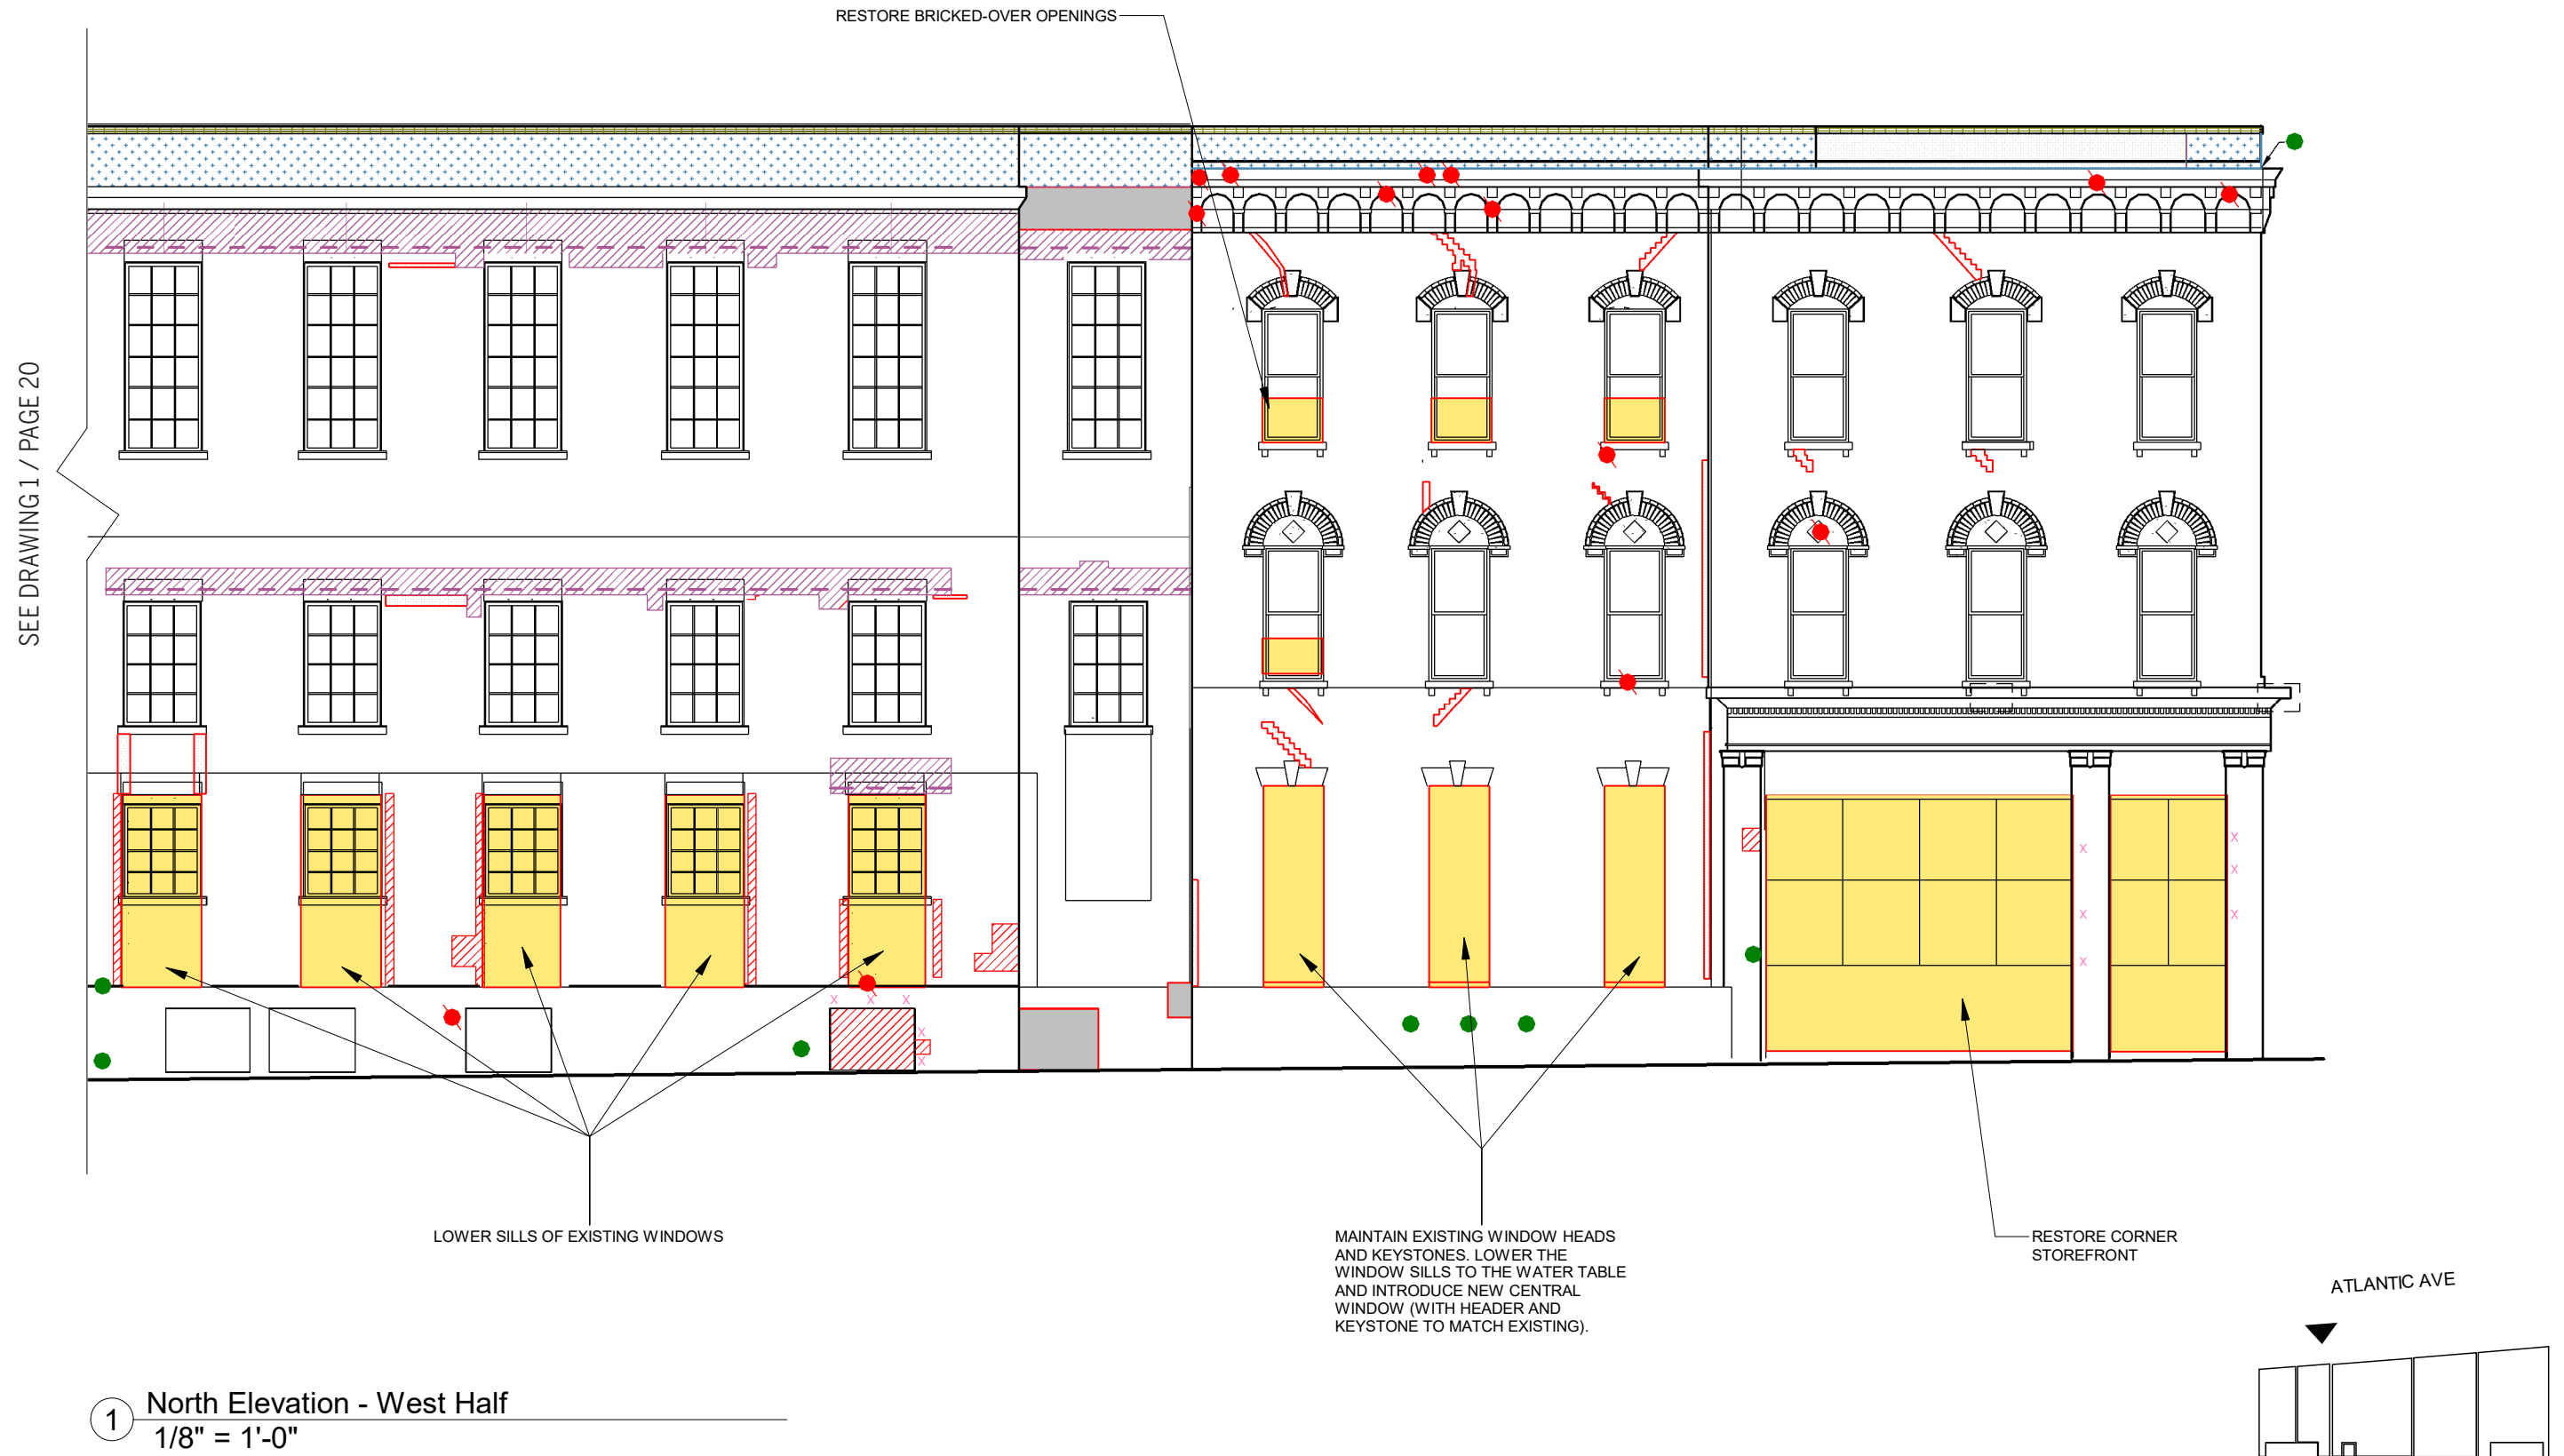 RESTORE BRICKED-OVER OPENINGS
SEE DRAWING 1 / PAGE 20
X X X
X
X
X
X
X
X
X
X
LOWER SILLS OF EXISTING WINDOWS
MAINTAIN EXISTING WINDOW HEADS
AND KEYSTONES. LOWER THE
WINDOW SILLS TO THE WATER TABLE
AND INTRODUCE NEW CENTRAL
WINDOW (WITH HEADER AND
KEYSTONE TO MATCH EXISTING).
RESTORE CORNER
STOREFRONT
ATLANTIC AVE
1 North Elevation - West Half
1/8" = 1'-0"